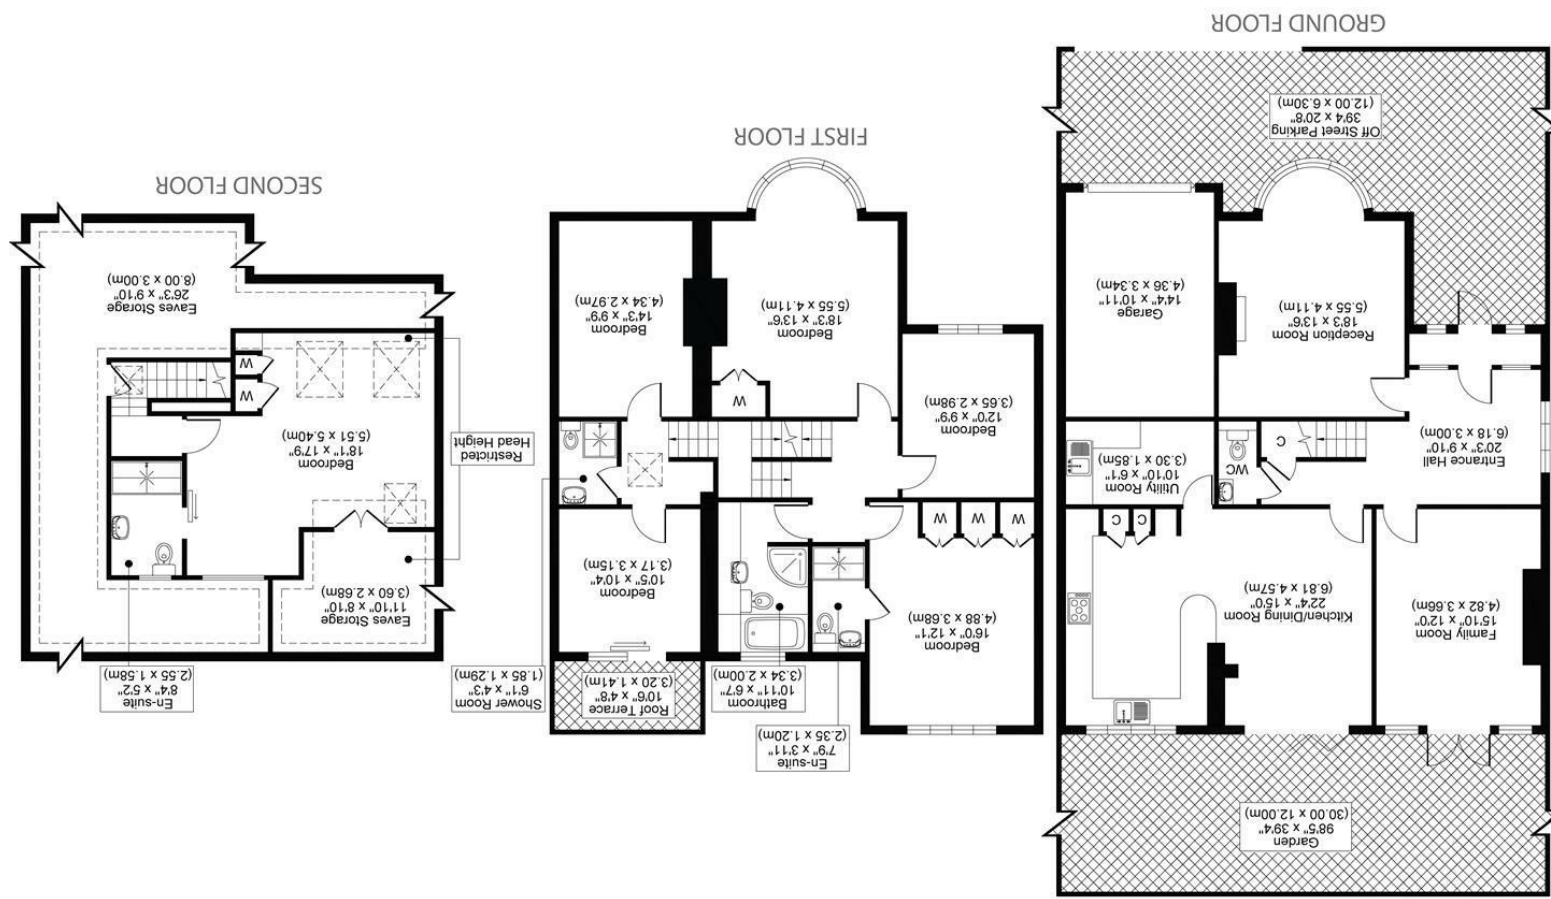 GROUND FLOOR
Garden
98'5" x 39'4"
(30.00 x 12.00m)
Family Room
15'10" x 12'0"
(4.82 x 3.66m)
Kitchen/Dining Room
22'4" x 15'0"
(6.81 x 4.57m)
C
C
Entrance Hall
20'3" x 9'10"
(6.18 x 3.00m)
C
WC
Utility Room
10'10" x 6'1"
(3.30 x 1.85m)
Reception Room
18'3" x 13'6"
(5.55 x 4.11m)
Garage
14'4" x 10'11"
(4.36 x 3.34m)
Off Street Parking
39'4 x 20'8"
(12.00 x 6.30m)
FIRST FLOOR
En-suite
7'9" x 3'11"
(2.35 x 1.20m)
Bathroom
10'11" x 6'7"
(3.34 x 2.00m)
Roof Terrace
10'6" x 4'8"
(3.20 x 1.41m)
Shower Room
6'1" x 4'3"
(1.85 x 1.29m)
Bedroom
16'0" x 12'1"
(4.88 x 3.68m)
W
W
W
Bedroom
10'5" x 10'4"
(3.17 x 3.15m)
Bedroom
12'0" x 9'9"
(3.65 x 2.98m)
W
Bedroom
18'3" x 13'6"
(5.55 x 4.11m)
Bedroom
14'3" x 9'9"
(4.34 x 2.97m)
SECOND FLOOR
En-suite
8'4" x 5'2"
(2.55 x 1.58m)
Eaves Storage
11'10" x 8'10"
(3.60 x 2.68m)
Restricted
Head Height
Bedroom
18'1" x 17'9"
(5.51 x 5.40m)
W
W
Eaves Storage
26'3" x 9'10"
(8.00 x 3.00m)